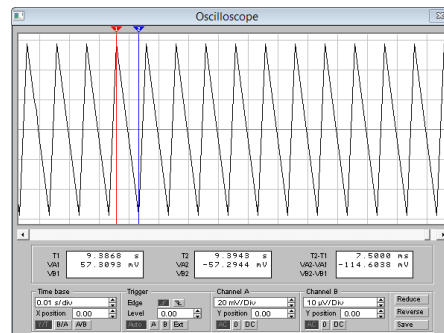 Oscilloscope
1 2
T1 9.3868 s T2 9.3943 s T2-T1 7.5000 ms
VA1 57.3093 mV VA2 -57.2944 mV VA2-VA1 -114.6038 mV
VB1 VB2 VB2-VB1
Time base Trigger Channel A Channel B
0.01 s/div Edge 20 mV/Div 10 µV/Div Reduce
X position 0.00 Level 0.00 Y position 0.00 Y position 0.00 Reverse
Y/T B/A A/B Auto A B Ext AC 0 DC AC 0 DC Save